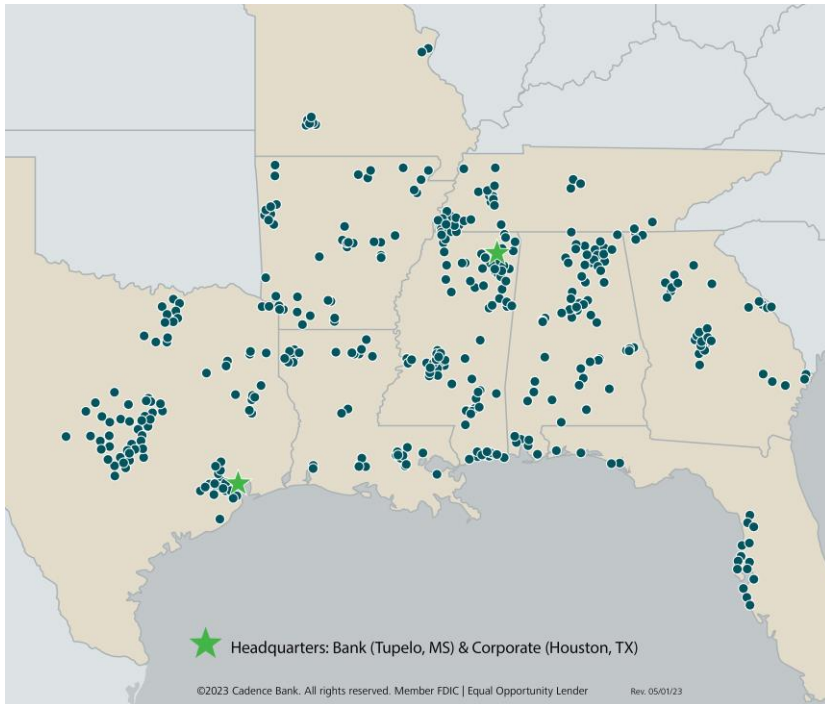 Headquarters: Bank (Tupelo, MS) & Corporate (Houston, TX)
©2023 Cadence Bank. All rights reserved. Member FDIC | Equal Opportunity Lender Rev. 05/01/23